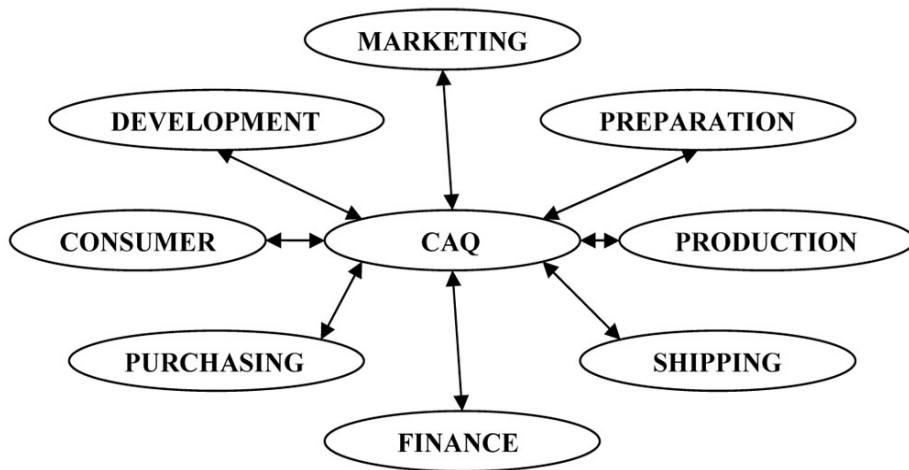 MARKETING
DEVELOPMENT
PREPARATION
CONSUMER
CAQ
PRODUCTION
PURCHASING
SHIPPING
FINANCE